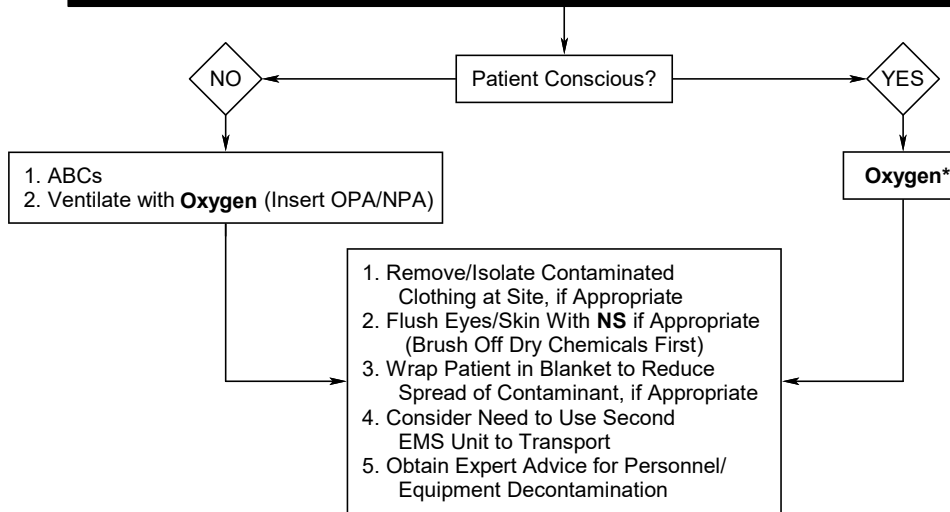 Patient Conscious?
NO
YES
1. ABCs
2. Ventilate with Oxygen (Insert OPA/NPA)
Oxygen*
1. Remove/Isolate Contaminated
Clothing at Site, if Appropriate
2. Flush Eyes/Skin With NS if Appropriate
(Brush Off Dry Chemicals First)
3. Wrap Patient in Blanket to Reduce
Spread of Contaminant, if Appropriate
4. Consider Need to Use Second
EMS Unit to Transport
5. Obtain Expert Advice for Personnel/
Equipment Decontamination